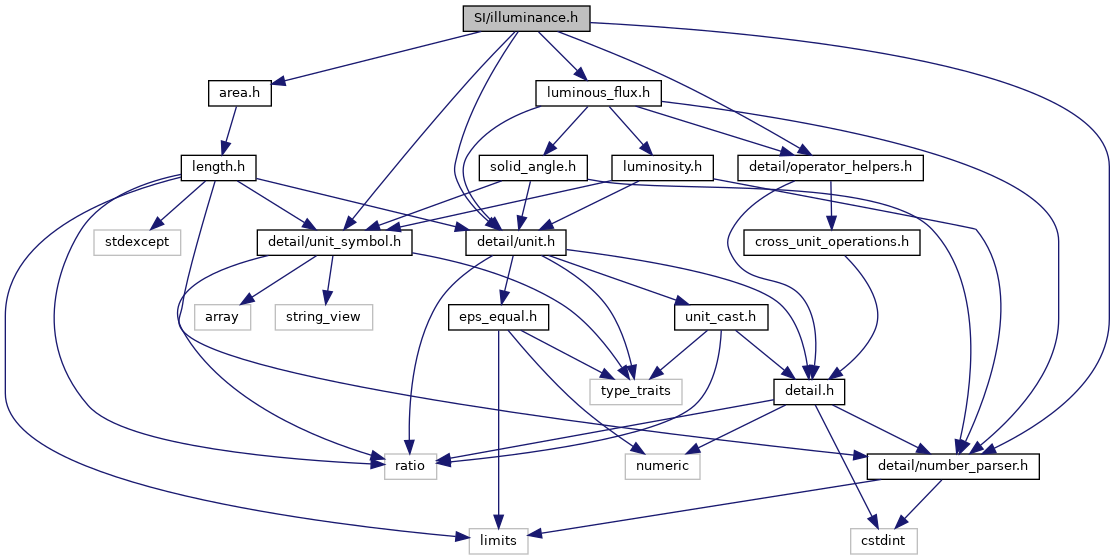 SI/illuminance.h
area.h
luminous_flux.h
length.h
solid_angle.h
luminosity.h
detail/operator_helpers.h
stdexcept
detail/unit_symbol.h
detail/unit.h
cross_unit_operations.h
array
string_view
eps_equal.h
unit_cast.h
type_traits
detail.h
ratio
numeric
detail/number_parser.h
limits
cstdint